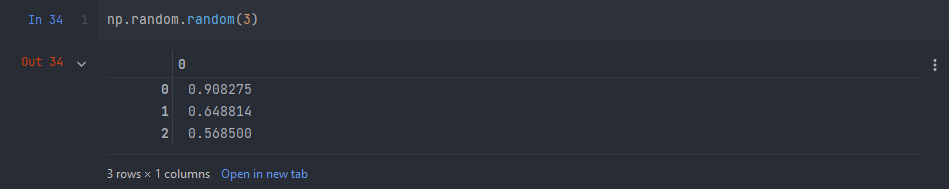 In 34 1 np.random.random(3)
Out 34
0
0 0.908275
1 0.648814
2 0.568500
3 rows × 1 columns Open in new tab